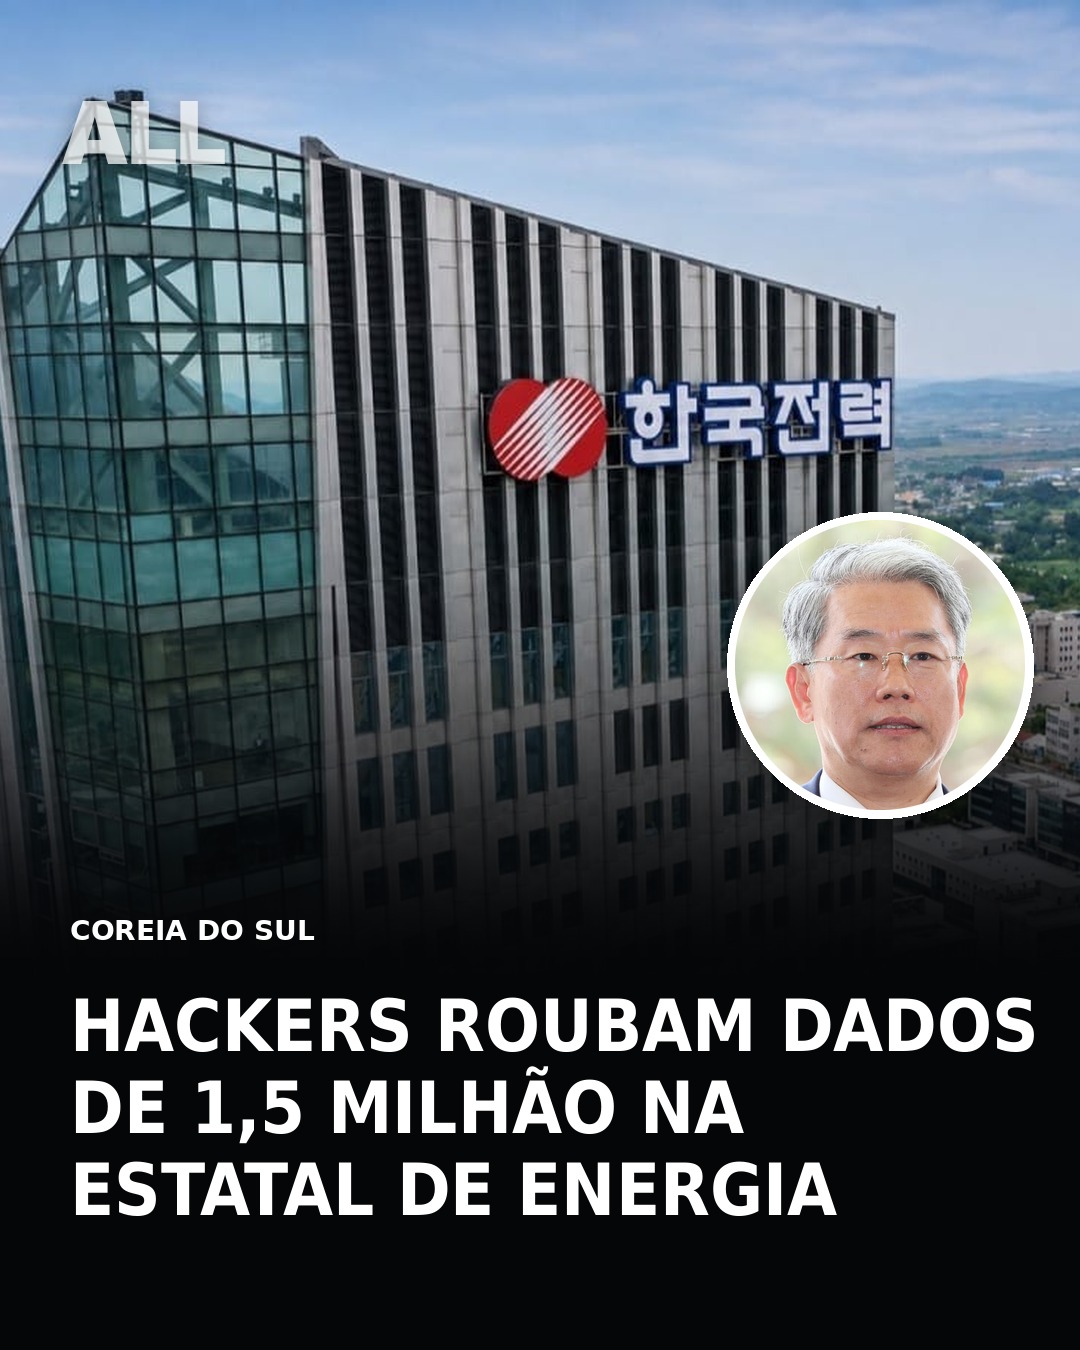 ALL
한국전력
COREIA DO SUL
HACKERS ROUBAM DADOS
DE 1,5 MILHÃO NA
ESTATAL DE ENERGIA